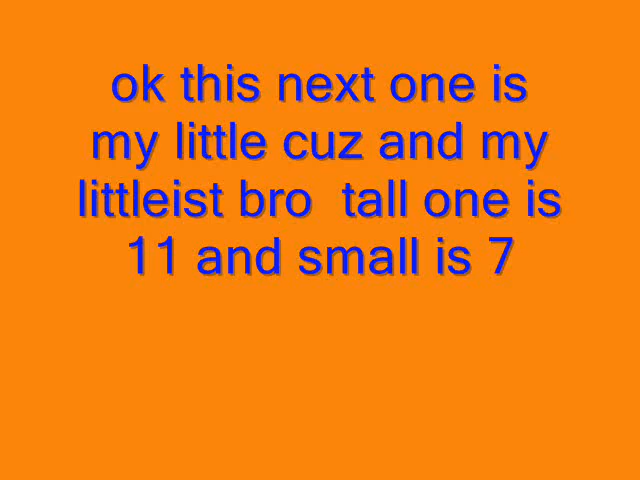 ok this next one is
my little cuz and my
littleist bro  tall one is
11 and small is 7